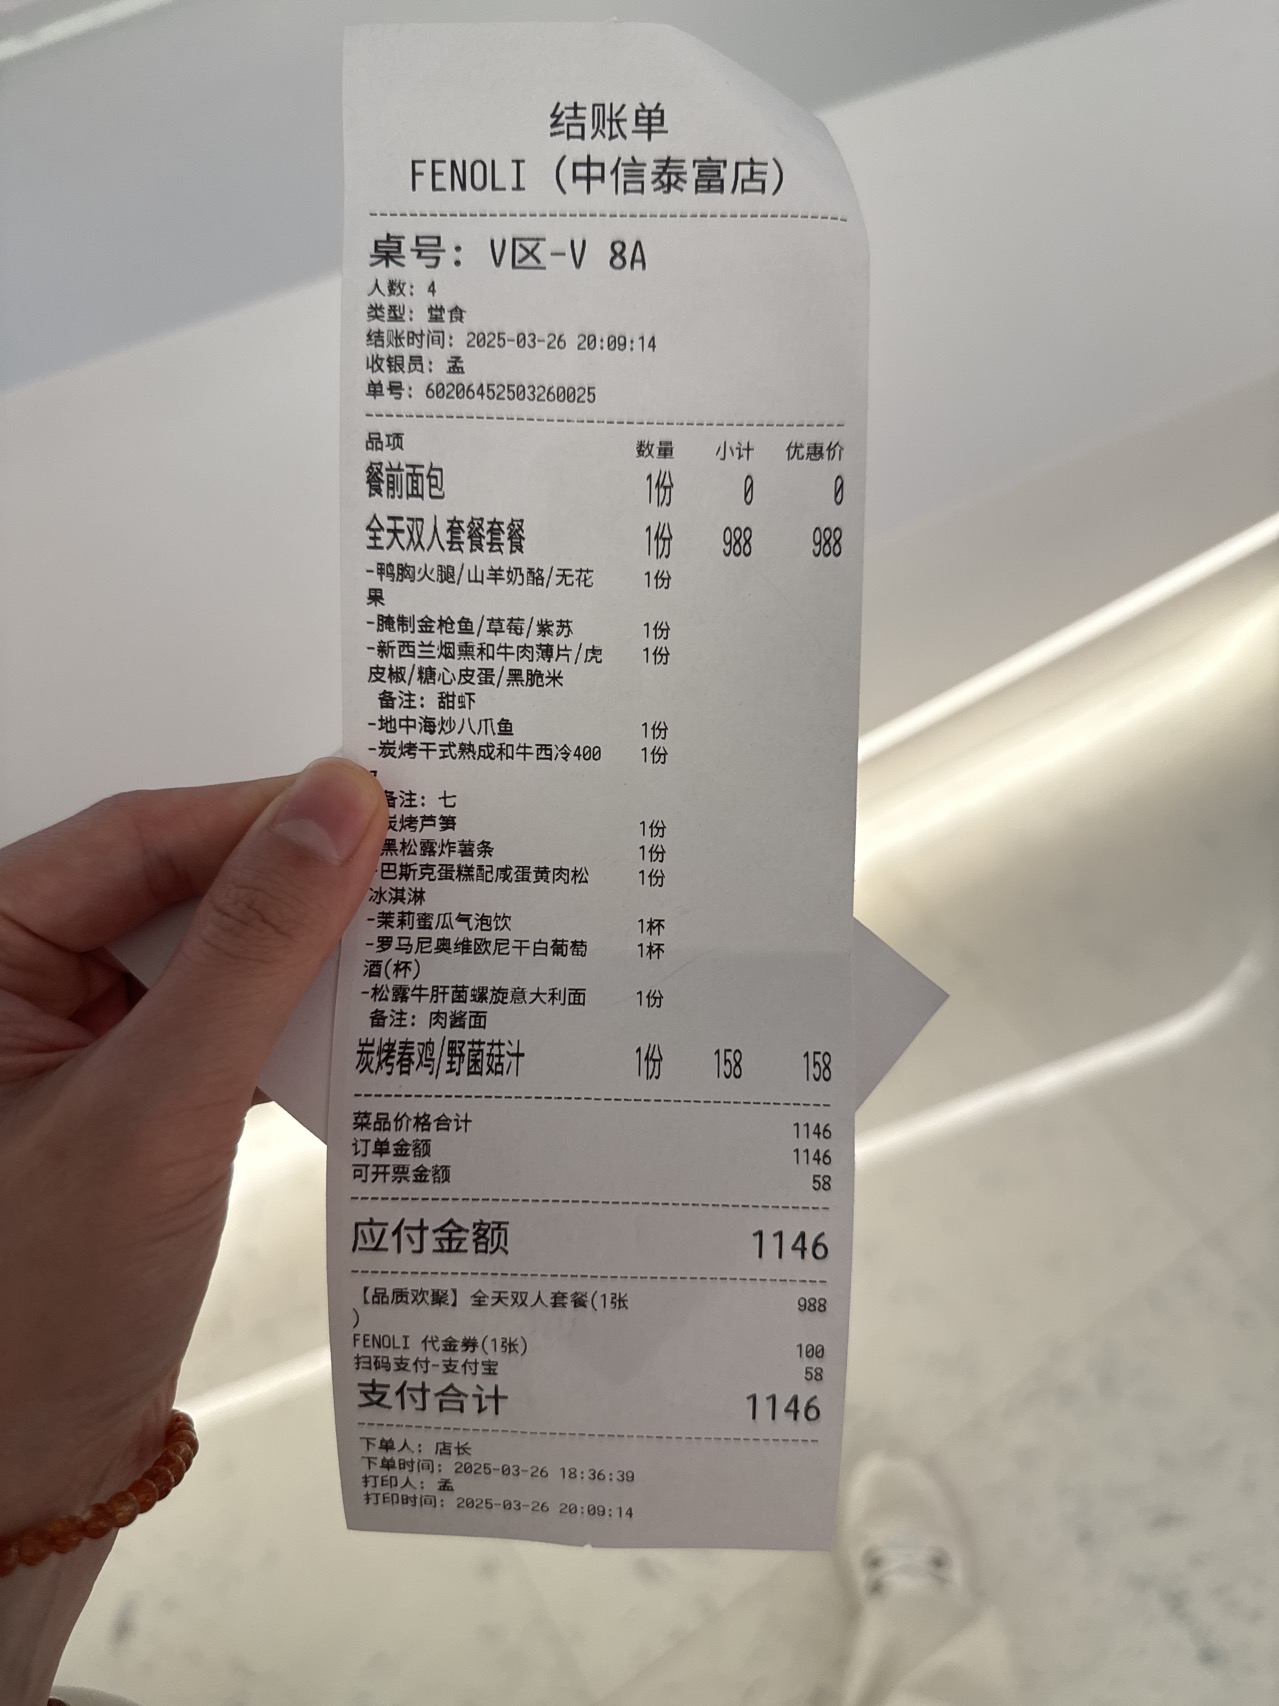 结账单
FENOLI (中信泰富店)
桌号: V区-V 8A
人数: 4
类型: 堂食
结账时间: 2025-03-26 20:09:14
收银员: 孟
单号: 60206452503260025
品项 数量 小计 优惠价
餐前面包 1份 0 0
全天双人套餐套餐 1份 988 988
-鸭胸火腿/山羊奶酪/无花 1份
果
-腌制金枪鱼/草莓/紫苏 1份
-新西兰烟熏和牛肉薄片/虎 1份
皮椒/糖心皮蛋/黑脆米
备注: 甜虾
-地中海炒八爪鱼 1份
-炭烤干式熟成和牛西冷400 1份
备注: 七
炭烤芦笋 1份
黑松露炸薯条 1份
-巴斯克蛋糕配咸蛋黄肉松 1份
冰淇淋
-茉莉蜜瓜气泡饮 1杯
-罗马尼奥维欧尼干白葡萄 1杯
酒(杯)
-松露牛肝菌螺旋意大利面 1份
备注: 肉酱面
炭烤春鸡/野菌菇汁 1份 158 158
菜品价格合计 1146
订单金额 1146
可开票金额 58
应付金额 1146
【品质欢聚】全天双人套餐(1张 988
)
FENOLI 代金券(1张) 100
扫码支付-支付宝 58
支付合计 1146
下单人: 店长
下单时间: 2025-03-26 18:36:39
打印人: 孟
打印时间: 2025-03-26 20:09:14